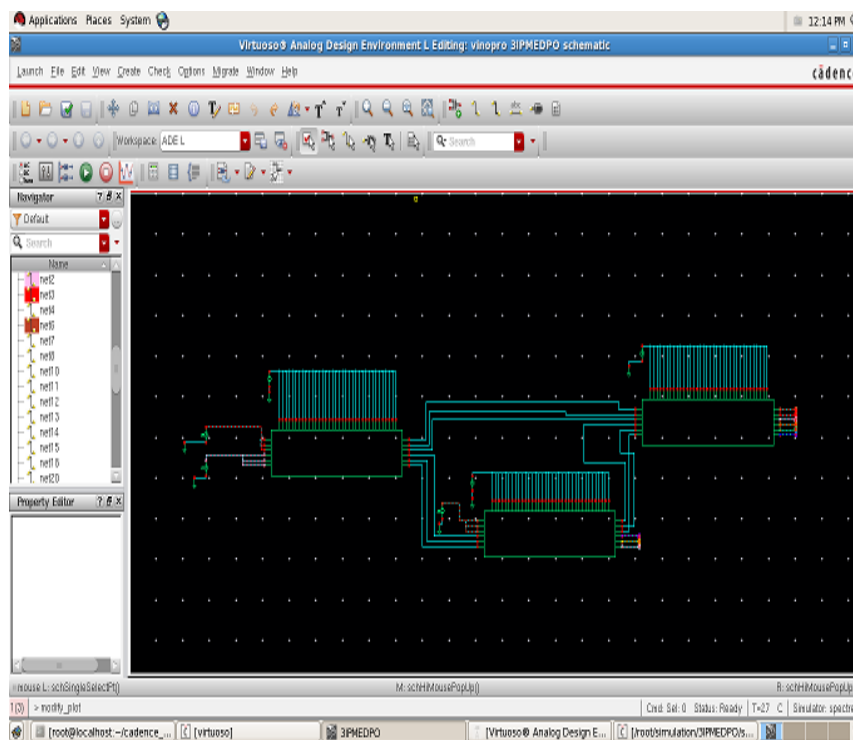 Applications Places System 12:14 PM
Virtuoso® Analog Design Environment L Editing: vinopro 3IPMEDPO schematic
Launch File Edit View Create Check Options Migrate Window Help
cādenc
Workspace: ADE L Search
Navigator ? x
Default
Search
Name
net2
net3
net4
net6
net7
net8
net10
net11
net12
net13
net14
net15
net16
net20
Property Editor ? x
mouse L: schSingleSelectPt() M: schHiMousePopUp() R: schHiMousePopUp
1(3) > modify_plot Cmd: Sel: 0 Status: Ready T=27 C Simulator: spectre
[root@localhost:~/cadence_... [virtuoso] 3IPMEDPO [Virtuoso® Analog Design E... [/root/simulation/3IPMEDPO/s...